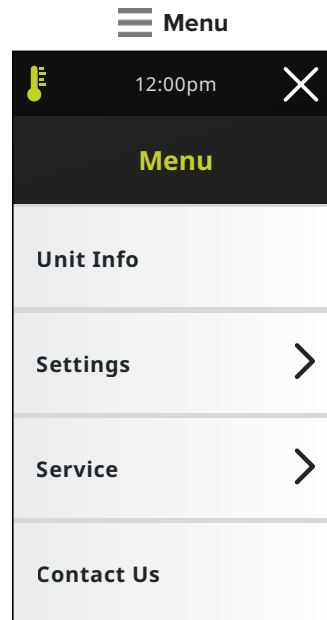 Menu
12:00pm
Menu
Unit Info
Settings
Service
Contact Us